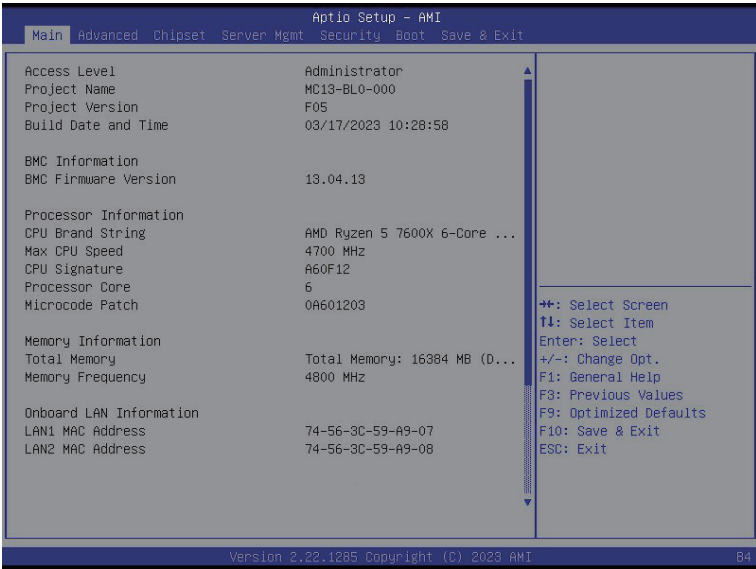 Aptio Setup - AMI
Main Advanced Chipset Server Mgmt Security Boot Save & Exit
Access Level Administrator
Project Name MC13-BL0-000
Project Version F05
Build Date and Time 03/17/2023 10:28:58
BMC Information
BMC Firmware Version 13.04.13
Processor Information
CPU Brand String AMD Ryzen 5 7600X 6-Core ...
Max CPU Speed 4700 MHz
CPU Signature A60F12
Processor Core 6
Microcode Patch 0A601203
Memory Information
Total Memory Total Memory: 16384 MB (D...
Memory Frequency 4800 MHz
Onboard LAN Information
LAN1 MAC Address 74-56-3C-59-A9-07
LAN2 MAC Address 74-56-3C-59-A9-08
→←: Select Screen
↑↓: Select Item
Enter: Select
+/-: Change Opt.
F1: General Help
F3: Previous Values
F9: Optimized Defaults
F10: Save & Exit
ESC: Exit
Version 2.22.1285 Copyright (C) 2023 AMI
B4